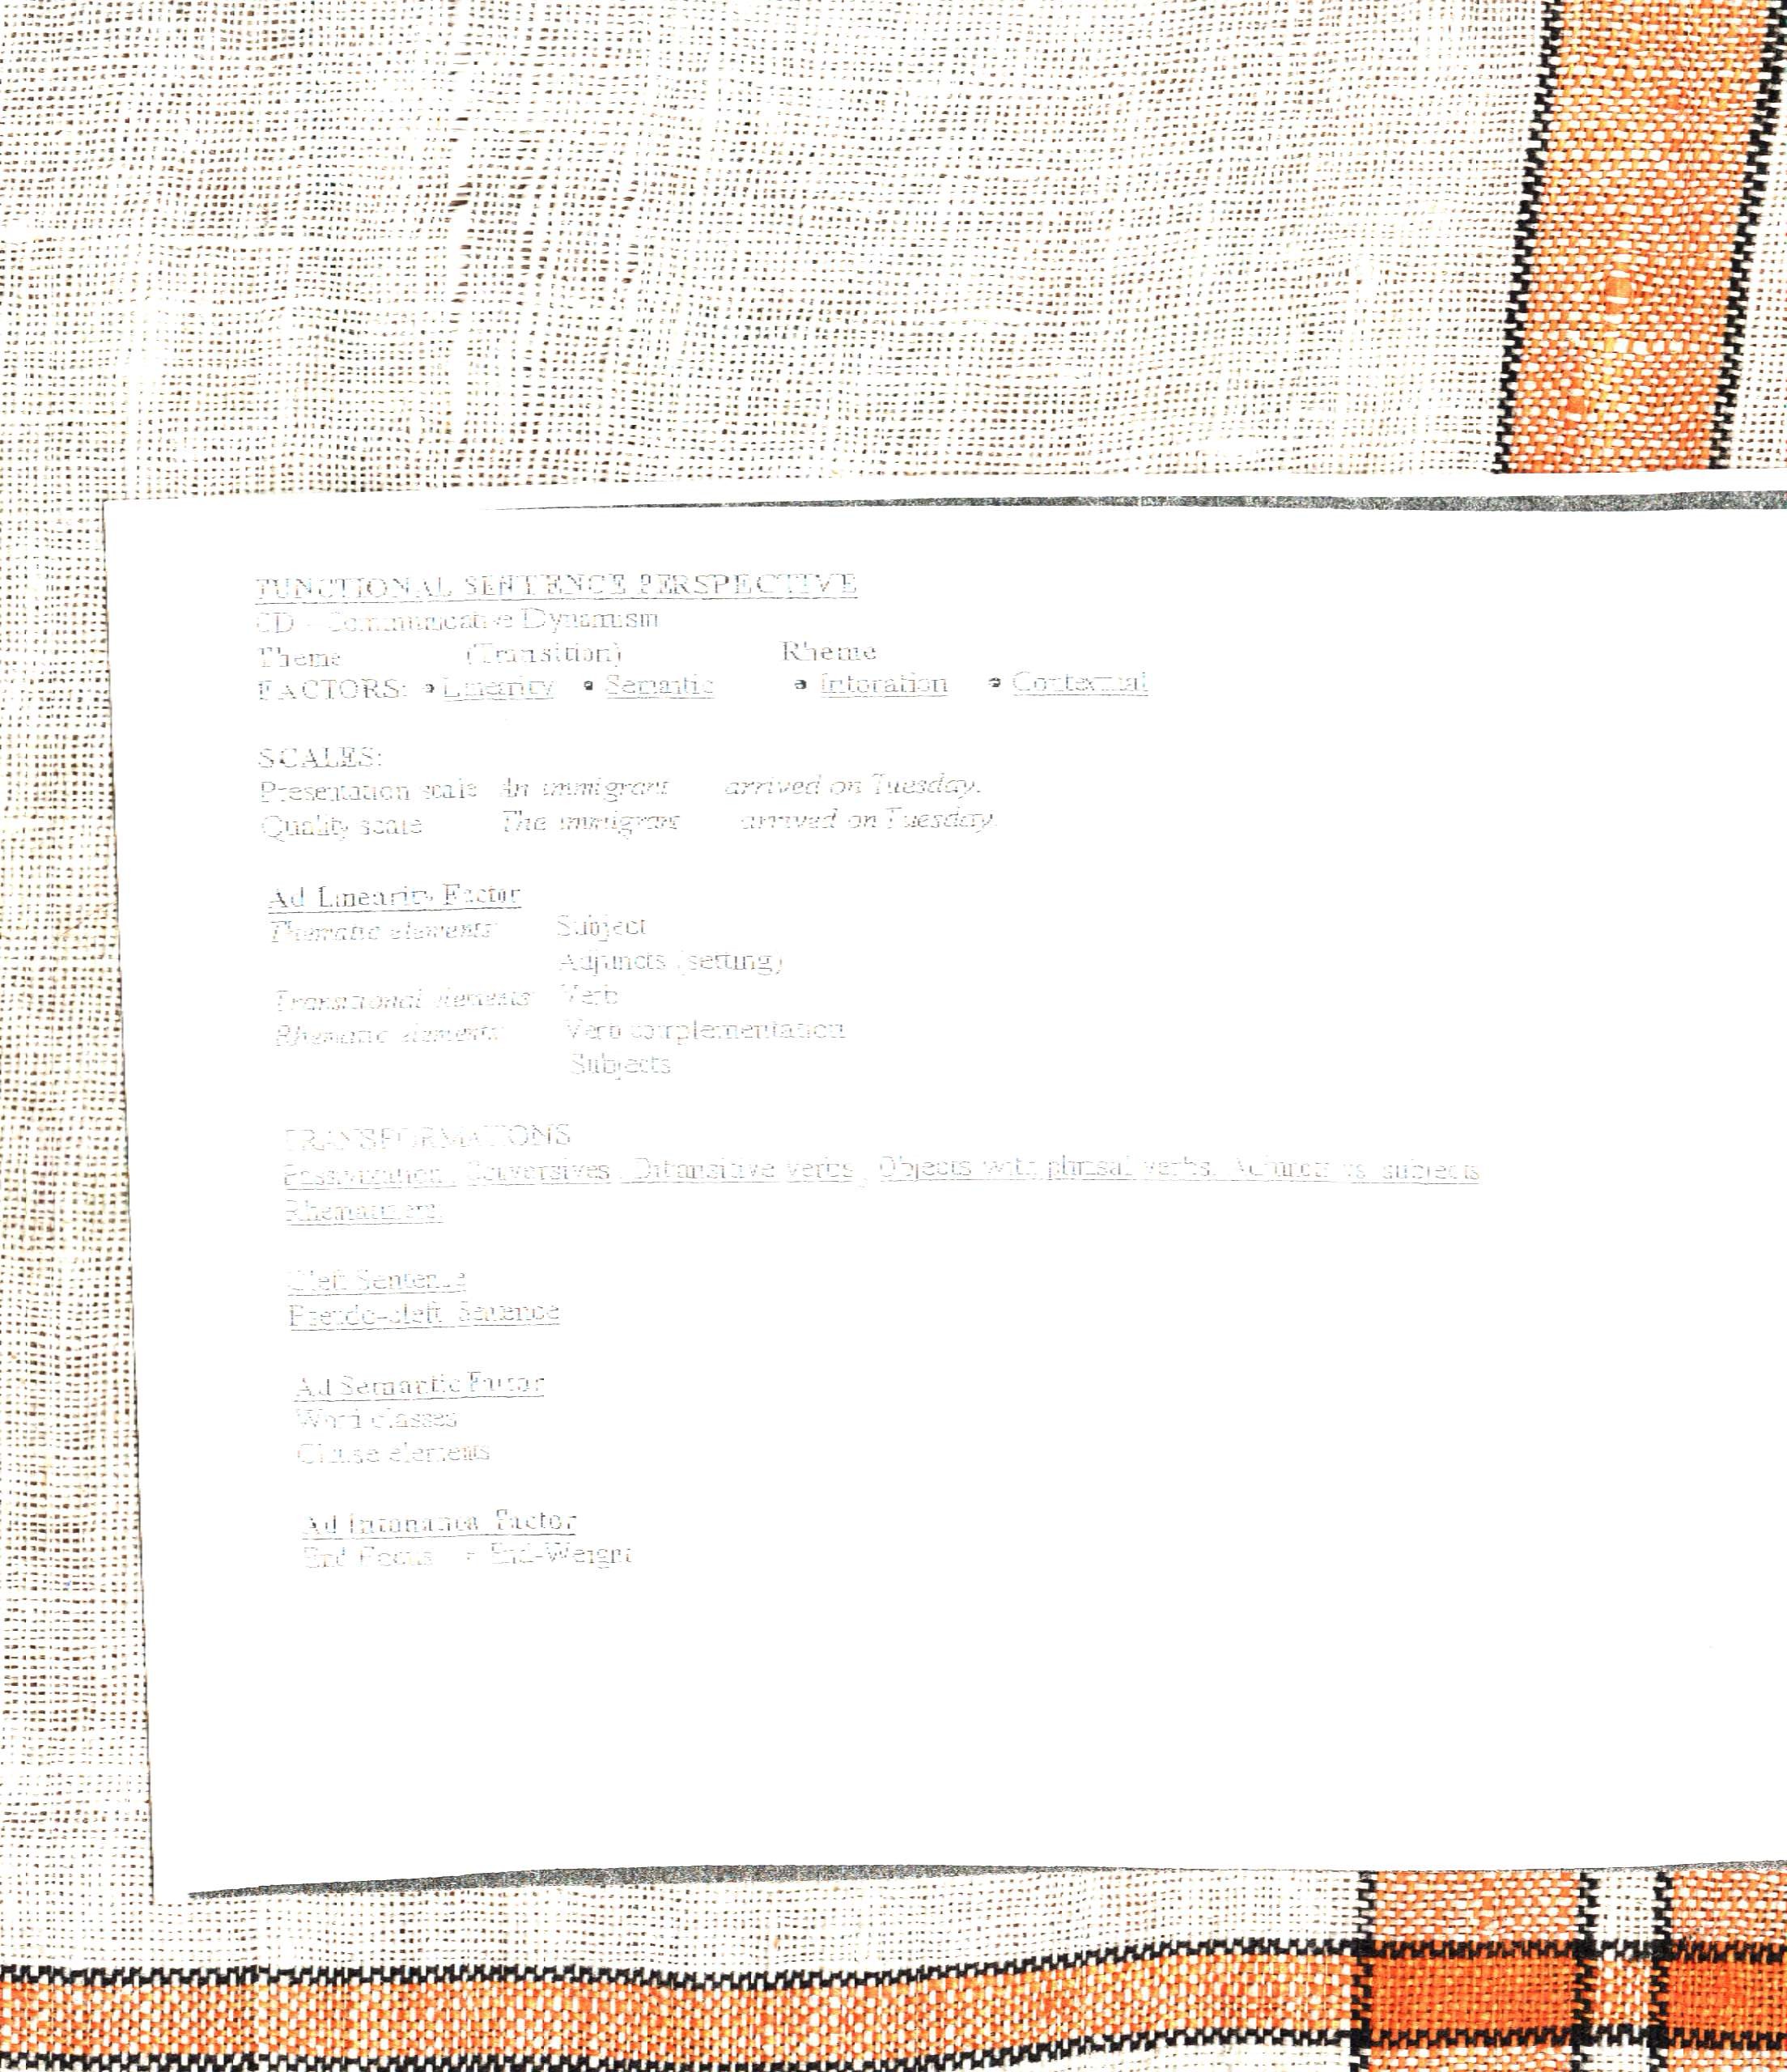 FUNCTIONAL SENTENCE PERSPECTIVE
CD - Communicative Dynamism
Theme (Transition) Rheme
FACTORS: • Linearity • Semantic • Intonation • Contextual
SCALES:
Presentation scale An immigrant arrived on Tuesday.
Quality scale The immigrant arrived on Tuesday.
Ad Linearity Factor
Thematic elements: Subject
Adjuncts (setting)
Transitional elements: Verb
Rhematic elements: Verb complementation
Subjects
TRANSFORMATIONS
Passivization, Conversives, Ditransitive verbs, Objects with phrasal verbs, Adjuncts vs. subjects
Rhematizers
Cleft Sentence
Pseudo-cleft Sentence
Ad Semantic Factor
Word classes
Clause elements
Ad Intonation Factor
End Focus End-Weight